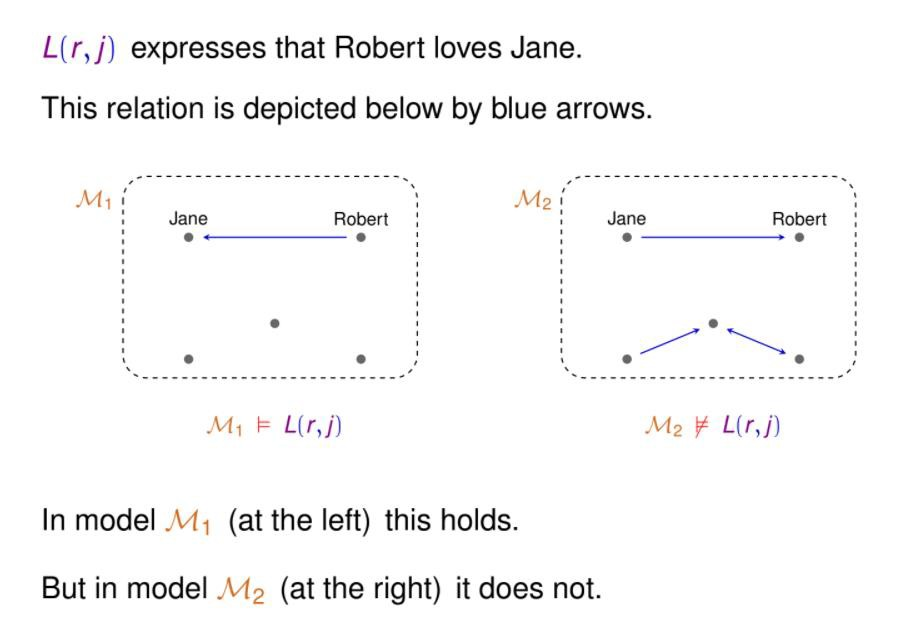 L(r, j) expresses that Robert loves Jane.
This relation is depicted below by blue arrows.
ℳ₁
Jane
Robert
ℳ₂
Jane
Robert
ℳ₁ ⊨ L(r, j)
ℳ₂ ⊭ L(r, j)
In model ℳ₁ (at the left) this holds.
But in model ℳ₂ (at the right) it does not.